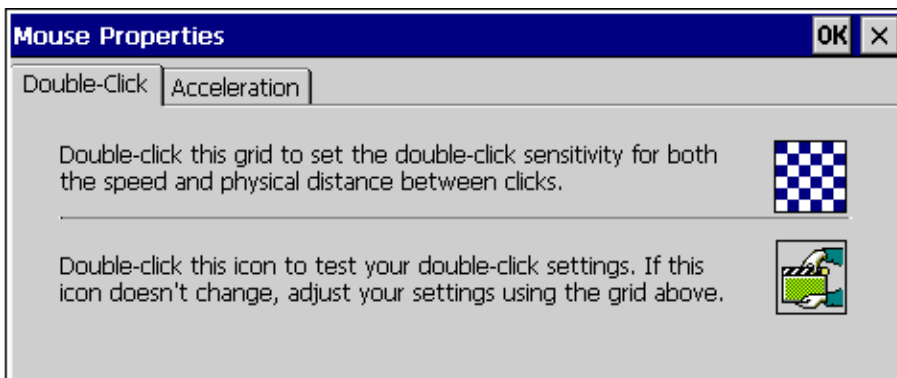 Mouse Properties OK ×
Double-Click Acceleration
Double-click this grid to set the double-click sensitivity for both
the speed and physical distance between clicks.
Double-click this icon to test your double-click settings. If this
icon doesn't change, adjust your settings using the grid above.